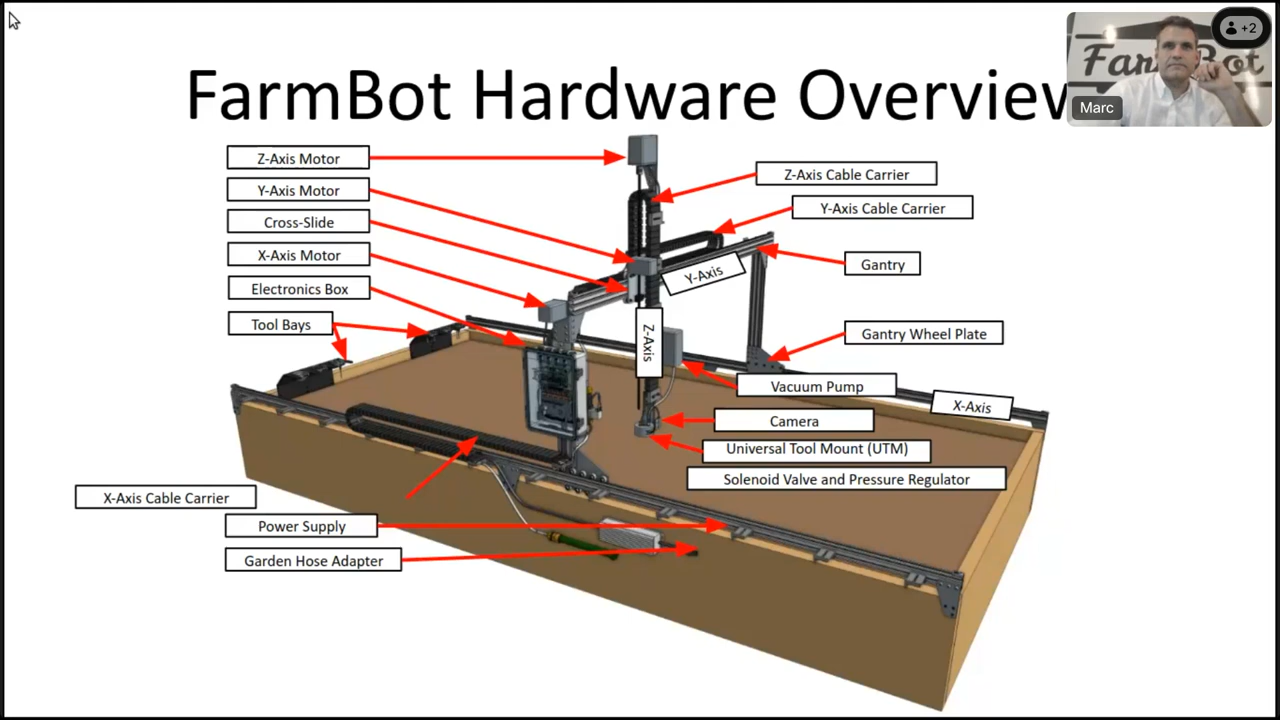 +2
FarmBot
Marc
FarmBot Hardware Overview
Z-Axis Motor
Y-Axis Motor
Cross-Slide
X-Axis Motor
Electronics Box
Tool Bays
Z-Axis Cable Carrier
Y-Axis Cable Carrier
Gantry
Y-Axis
Z-Axis
Gantry Wheel Plate
Vacuum Pump
X-Axis
Camera
Universal Tool Mount (UTM)
Solenoid Valve and Pressure Regulator
X-Axis Cable Carrier
Power Supply
Garden Hose Adapter